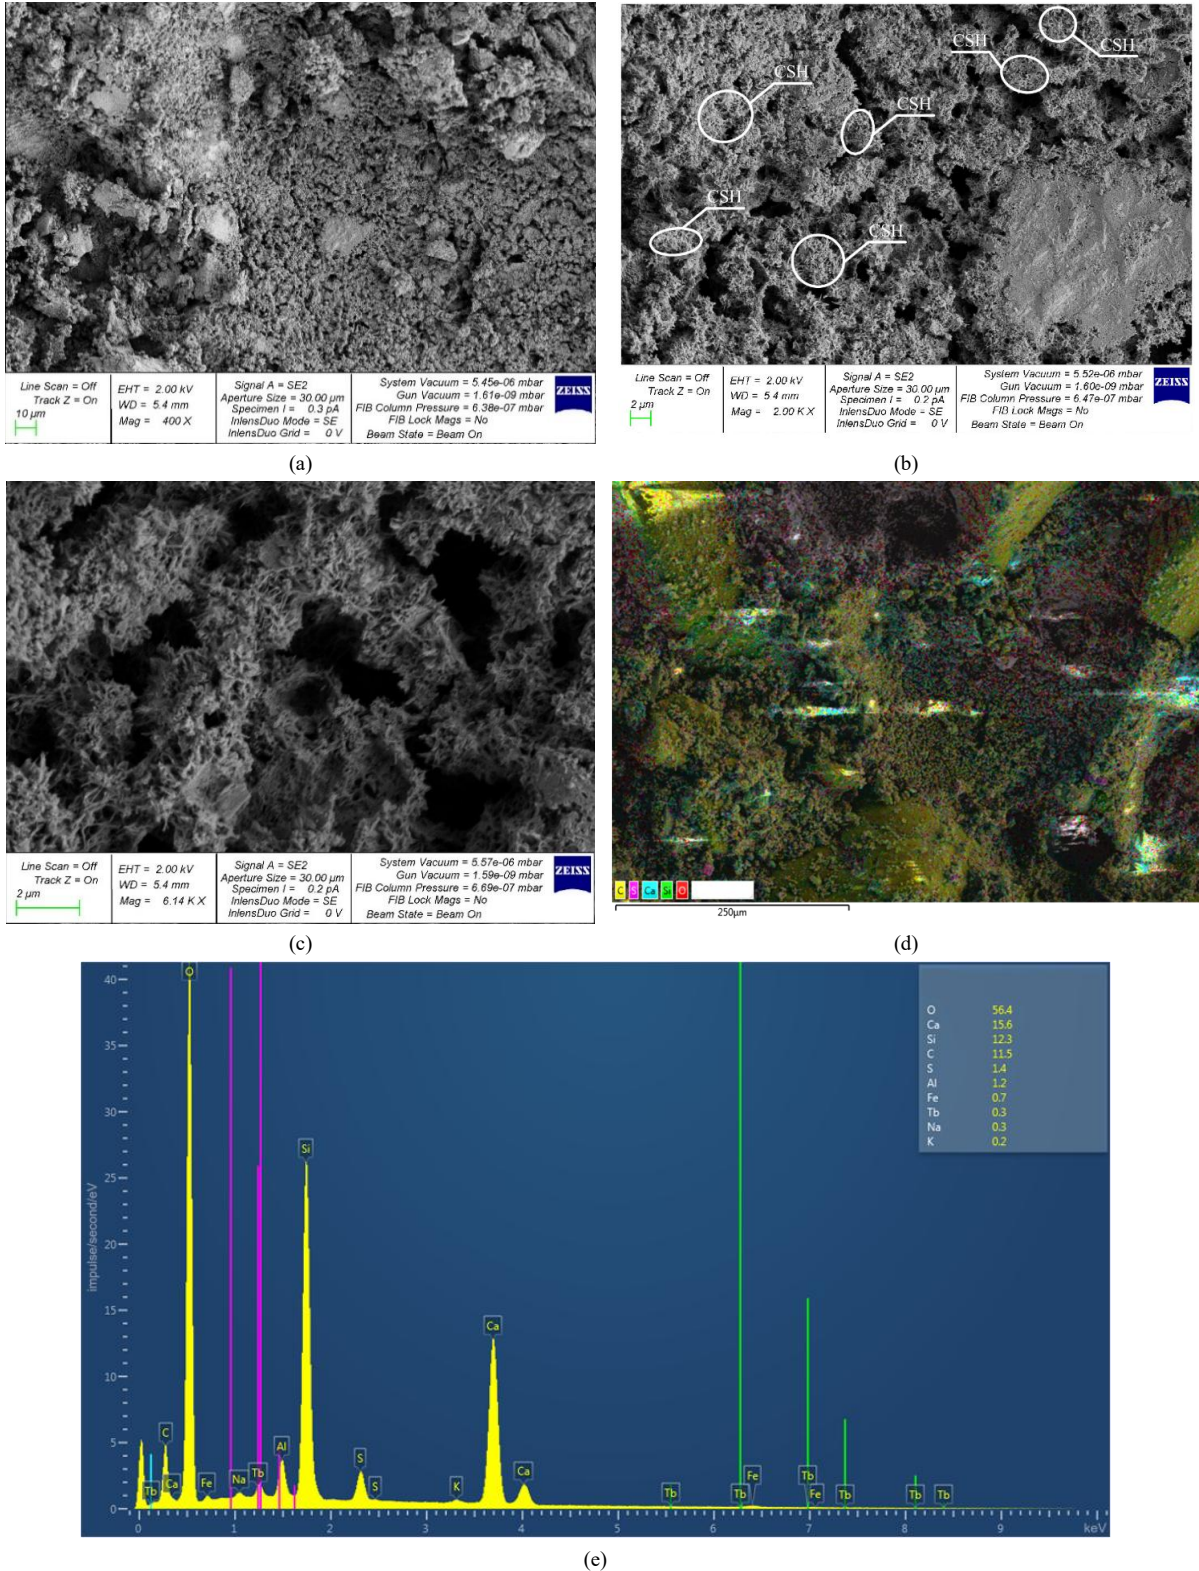 CSH
CSH
CSH
CSH
CSH
CSH
Line Scan = Off
Track Z = On
10 µm
EHT = 2.00 kV
WD = 5.4 mm
Mag = 400 X
Signal A = SE2
Aperture Size = 30.00 µm
Specimen I = 0.3 pA
InlensDuo Mode = SE
InlensDuo Grid = 0 V
System Vacuum = 5.45e-06 mbar
Gun Vacuum = 1.61e-09 mbar
FIB Column Pressure = 6.38e-07 mbar
FIB Lock Mags = No
Beam State = Beam On
ZEISS
Line Scan = Off
Track Z = On
2 µm
EHT = 2.00 kV
WD = 5.4 mm
Mag = 2.00 K X
Signal A = SE2
Aperture Size = 30.00 µm
Specimen I = 0.2 pA
InlensDuo Mode = SE
InlensDuo Grid = 0 V
System Vacuum = 5.52e-06 mbar
Gun Vacuum = 1.60e-09 mbar
FIB Column Pressure = 6.47e-07 mbar
FIB Lock Mags = No
Beam State = Beam On
ZEISS
(a)
(b)
Line Scan = Off
Track Z = On
2 µm
EHT = 2.00 kV
WD = 5.4 mm
Mag = 6.14 K X
Signal A = SE2
Aperture Size = 30.00 µm
Specimen I = 0.2 pA
InlensDuo Mode = SE
InlensDuo Grid = 0 V
System Vacuum = 5.57e-06 mbar
Gun Vacuum = 1.59e-09 mbar
FIB Column Pressure = 6.69e-07 mbar
FIB Lock Mags = No
Beam State = Beam On
ZEISS
C S Ca Si O
250µm
(c)
(d)
impulse/second/eV
40
35
30
25
20
15
10
5
0
O
Si
Ca
C
Al
S
Tb
Ca
Fe
Na
Tb
S
K
Ca
Tb
Tb
Fe
Tb
Fe
Tb
Tb
Tb
0 1 2 3 4 5 6 7 8 9 keV
O 56.4
Ca 15.6
Si 12.3
C 11.5
S 1.4
Al 1.2
Fe 0.7
Tb 0.3
Na 0.3
K 0.2
(e)